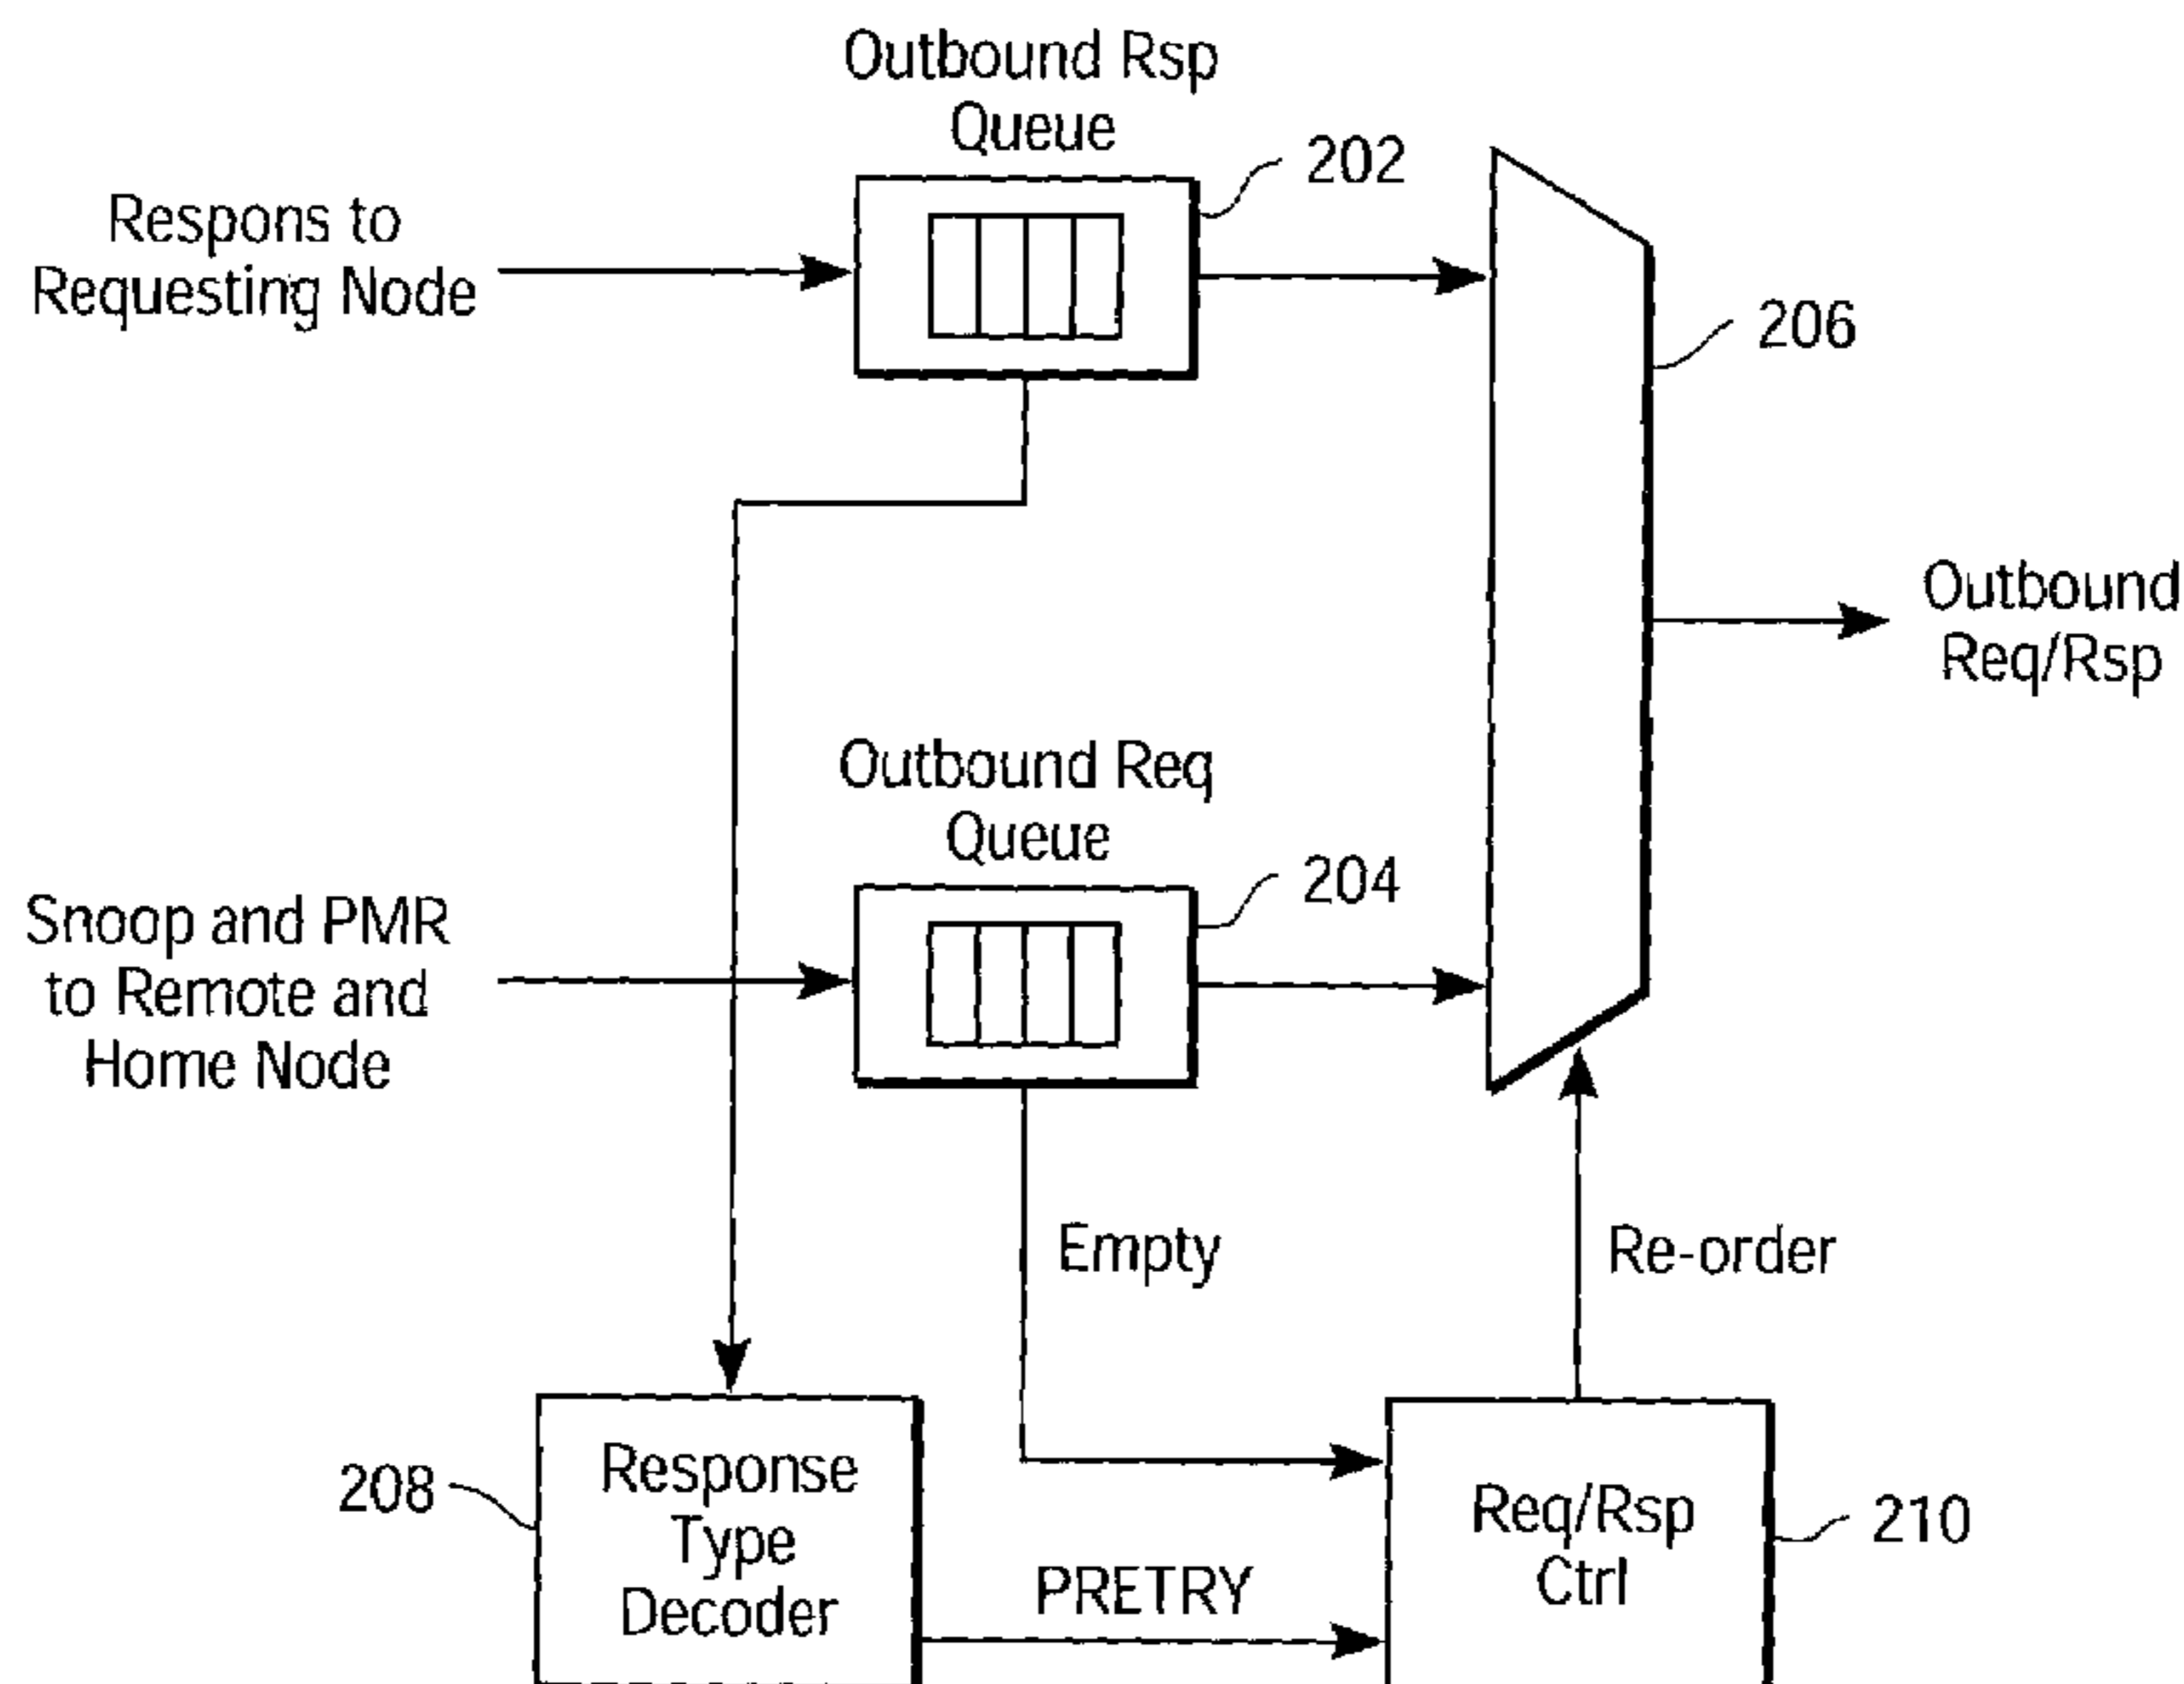 Outbound Rsp
Queue
202
Respons to
Requesting Node
206
Outbound
Req/Rsp
Outbound Req
Queue
204
Snoop and PMR
to Remote and
Home Node
Empty
Re-order
208
Response
Type
Decoder
PRETRY
Req/Rsp
Ctrl
210